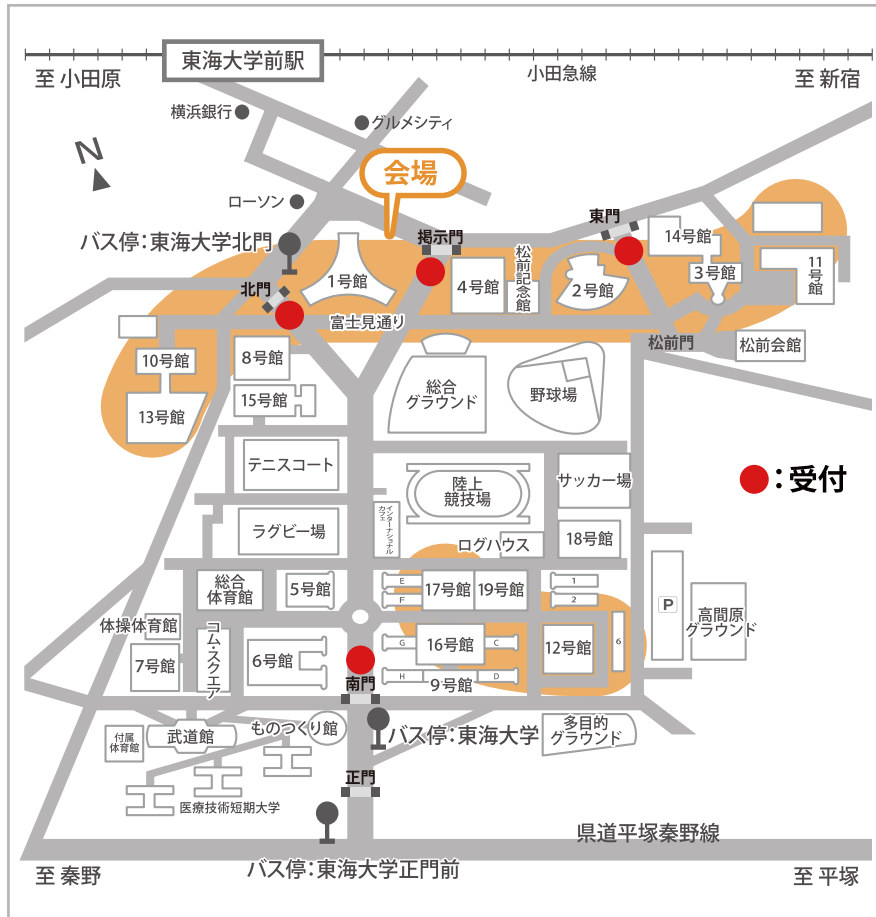 東海大学前駅
至 小田原
小田急線
至 新宿
横浜銀行
グルメシティ
N
会場
ローソン
東門
バス停：東海大学北門
掲示門
14号館
松前記念館
3号館
11号館
1号館
4号館
2号館
北門
富士見通り
松前門
松前会館
10号館
8号館
総合
グラウンド
野球場
15号館
13号館
テニスコート
陸上
競技場
サッカー場
：受付
インターナショナル
カフェ
ラグビー場
ログハウス
18号館
総合
体育館
5号館
E
F
17号館
19号館
1
2
P
高間原
グラウンド
体操体育館
コム・スクエア
7号館
6号館
G
16号館
C
12号館
6
H
9号館
D
南門
付属
体育館
武道館
ものつくり館
バス停：東海大学
多目的
グラウンド
正門
医療技術短期大学
県道平塚秦野線
バス停：東海大学正門前
至 秦野
至 平塚